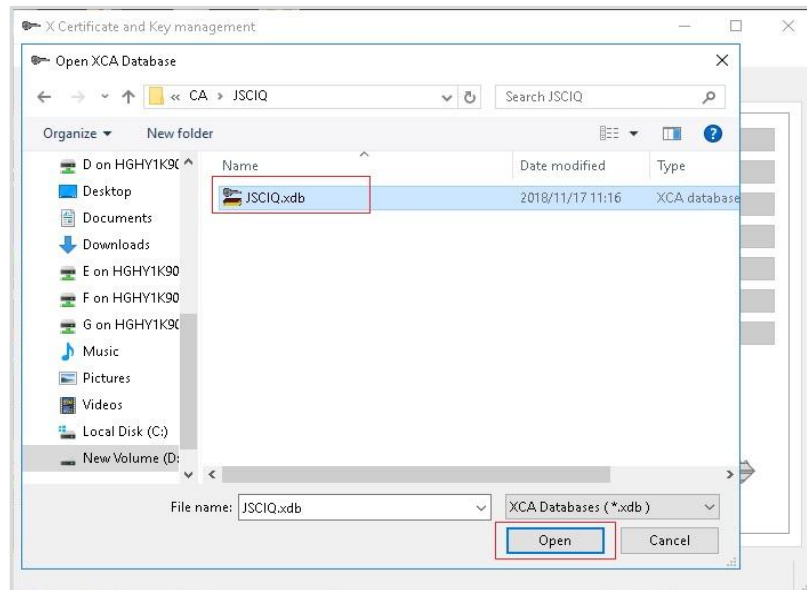 X Certificate and Key management
Open XCA Database
« CA › JSCIQ
Search JSCIQ
Organize
New folder
Name
Date modified
Type
D on HGHY1K90
JSCIQ.xdb
2018/11/17 11:16
XCA database
Desktop
Documents
Downloads
E on HGHY1K90
F on HGHY1K90
G on HGHY1K90
Music
Pictures
Videos
Local Disk (C:)
New Volume (D:
File name:
JSCIQ.xdb
XCA Databases ( *.xdb )
Open
Cancel